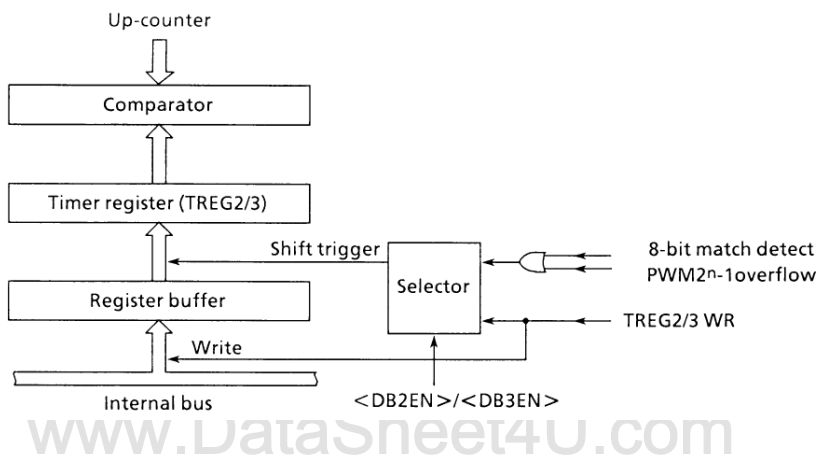 Up-counter
Comparator
Timer register (TREG2/3)
Shift trigger
8-bit match detect
PWM2ⁿ-1overflow
Selector
Register buffer
TREG2/3 WR
Write
Internal bus
<DB2EN>/<DB3EN>
www.DataSheet4U.com